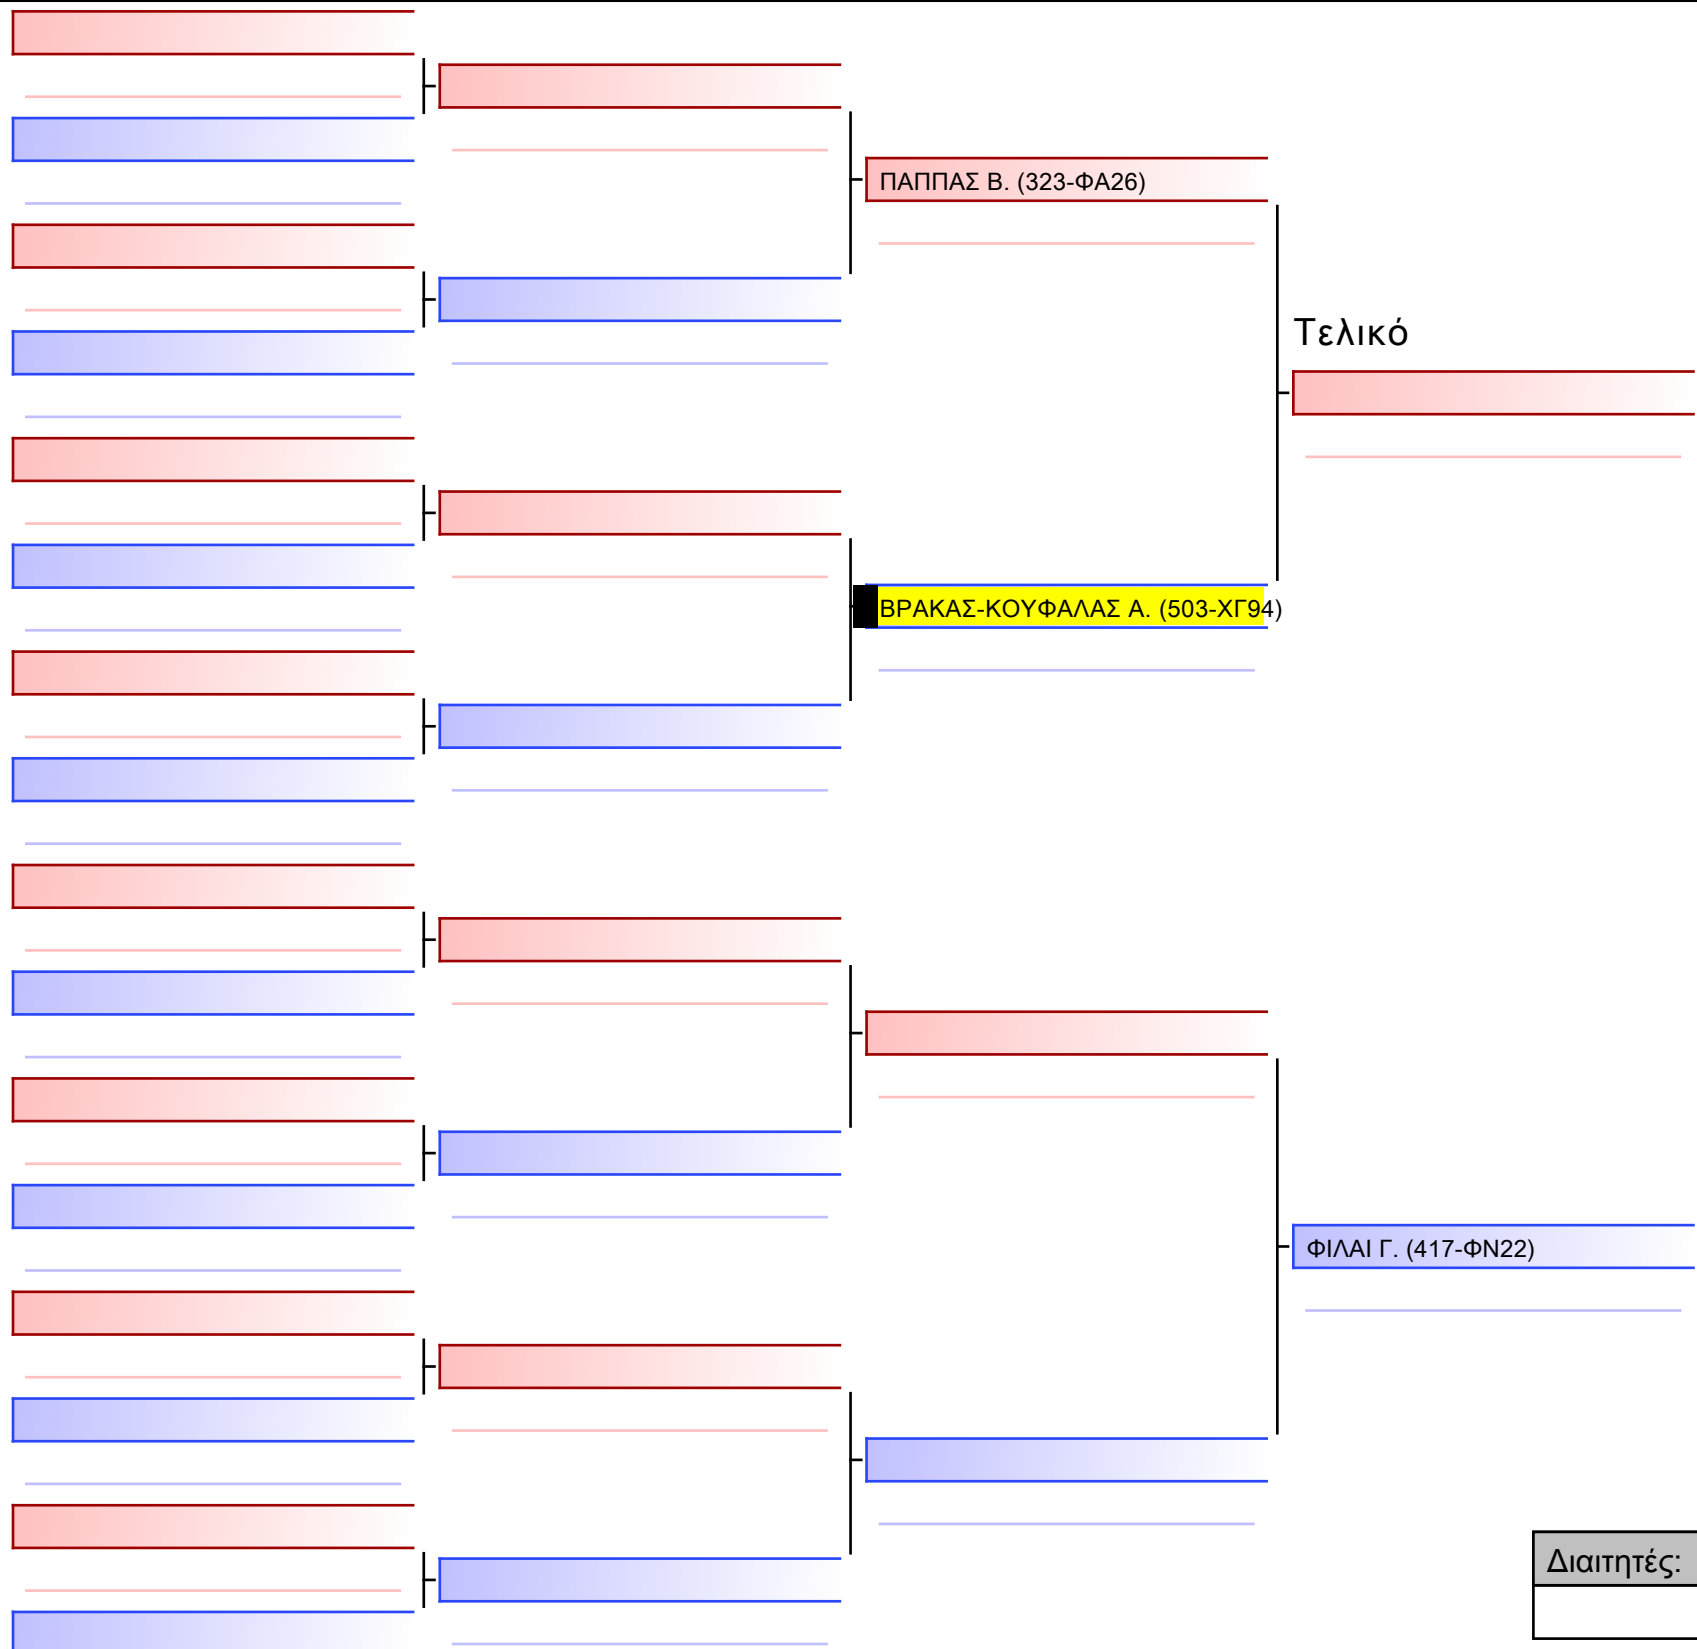 ΠΑΠΠΑΣ Β. (323-ΦΑ26)
Τελικό
ΒΡΑΚΑΣ-ΚΟΥΦΑΛΑΣ Α. (503-ΧΓ94)
ΦΙΛΑΙ Γ. (417-ΦΝ22)
Διαιτητές: